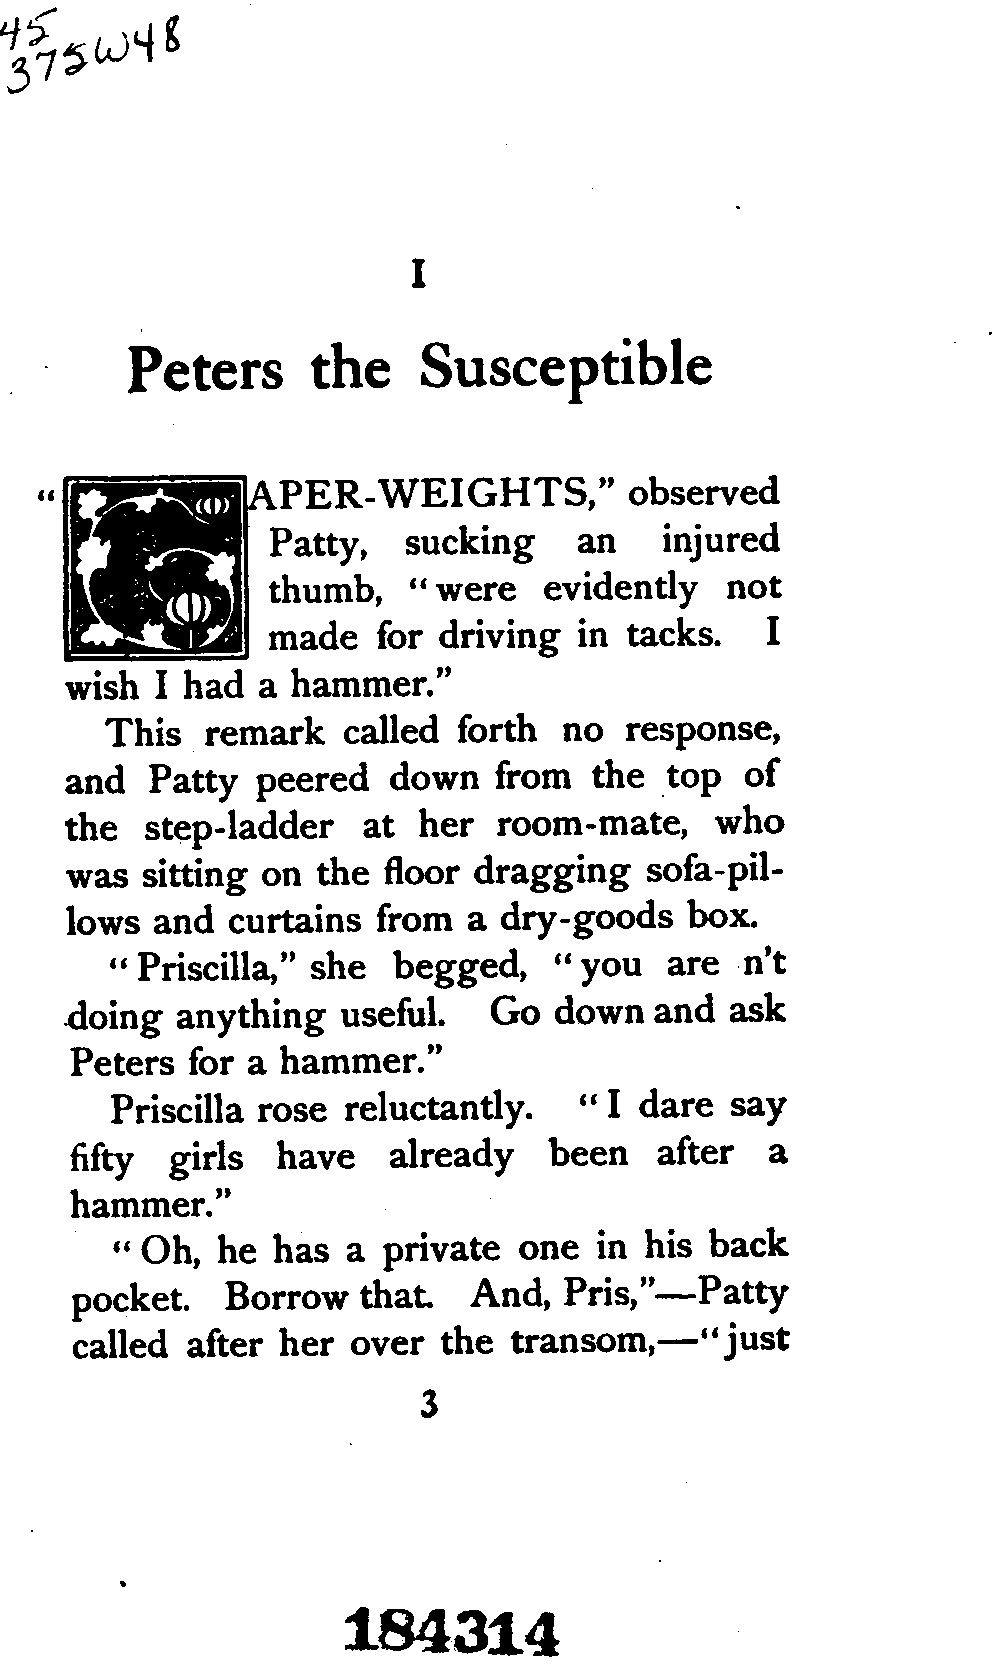 45
375W48
I
Peters the Susceptible
"PAPER-WEIGHTS," observed
Patty, sucking an injured
thumb, "were evidently not
made for driving in tacks. I
wish I had a hammer."
This remark called forth no response,
and Patty peered down from the top of
the step-ladder at her room-mate, who
was sitting on the floor dragging sofa-pil-
lows and curtains from a dry-goods box.
"Priscilla," she begged, "you are n't
doing anything useful. Go down and ask
Peters for a hammer."
Priscilla rose reluctantly. "I dare say
fifty girls have already been after a
hammer."
"Oh, he has a private one in his back
pocket. Borrow that. And, Pris,"—Patty
called after her over the transom,—"just
3
184314